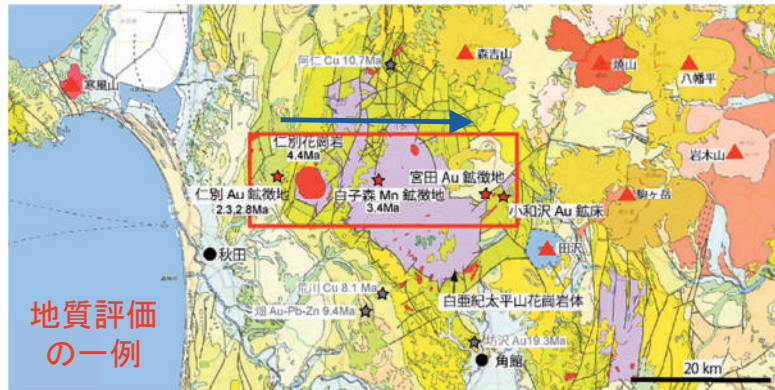 森吉山
阿仁 Cu 10.7Ma
焼山
八幡平
寒風山
仁別花崗岩
4.4Ma
岩木山
宮田 Au 鉱徴地
仁別 Au 鉱徴地
2.3,2.8Ma
白子森 Mn 鉱徴地
3.4Ma
駒ヶ岳
小和沢 Au 鉱床
秋田
田沢
荒川 Cu 8.1 Ma
白亜紀太平山花崗岩体
畑 Au-Pb-Zn 9.4Ma
地質評価
の一例
坊沢 Au19.3Ma
角館
20 km